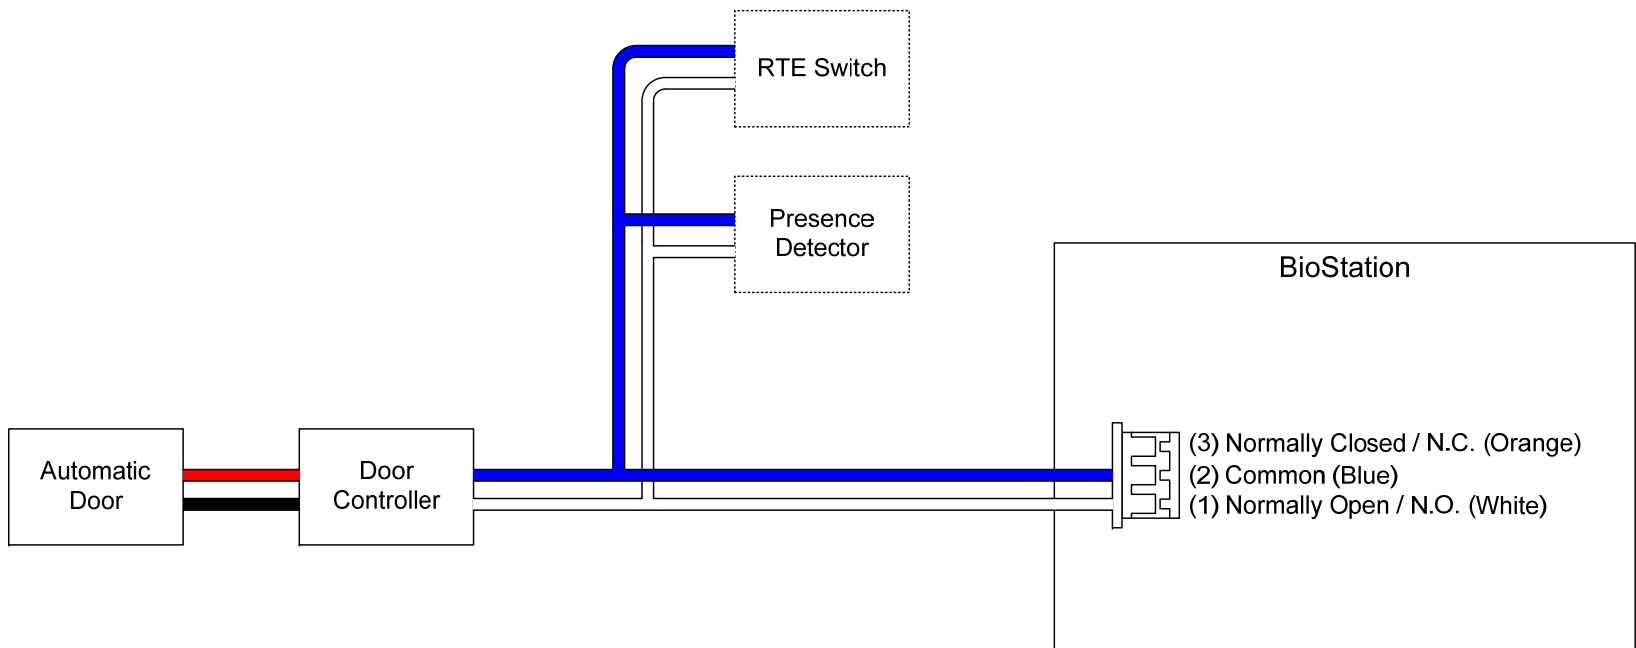 RTE Switch
Presence
Detector
BioStation
Automatic
Door
Door
Controller
(3) Normally Closed / N.C. (Orange)
(2) Common (Blue)
(1) Normally Open / N.O. (White)